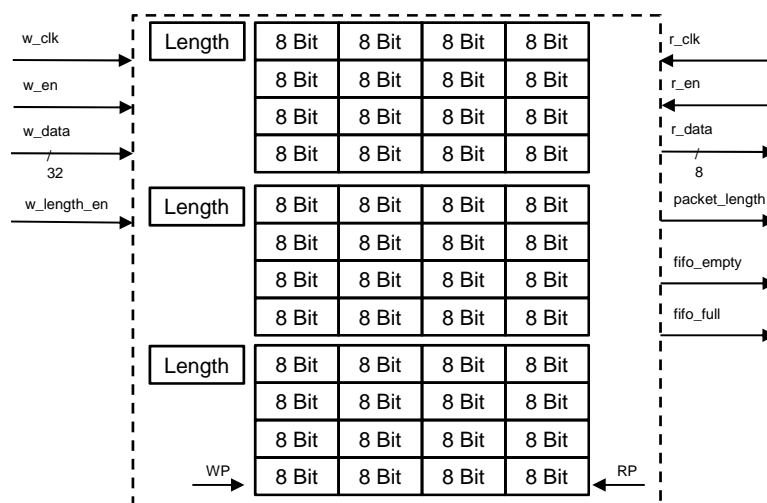 w_clk
Length
8 Bit 8 Bit 8 Bit 8 Bit
r_clk
w_en
8 Bit 8 Bit 8 Bit 8 Bit
r_en
w_data
8 Bit 8 Bit 8 Bit 8 Bit
r_data
32
8 Bit 8 Bit 8 Bit 8 Bit
8
w_length_en
Length
8 Bit 8 Bit 8 Bit 8 Bit
packet_length
8 Bit 8 Bit 8 Bit 8 Bit
fifo_empty
8 Bit 8 Bit 8 Bit 8 Bit
8 Bit 8 Bit 8 Bit 8 Bit
fifo_full
Length
8 Bit 8 Bit 8 Bit 8 Bit
8 Bit 8 Bit 8 Bit 8 Bit
8 Bit 8 Bit 8 Bit 8 Bit
WP
8 Bit 8 Bit 8 Bit 8 Bit
RP